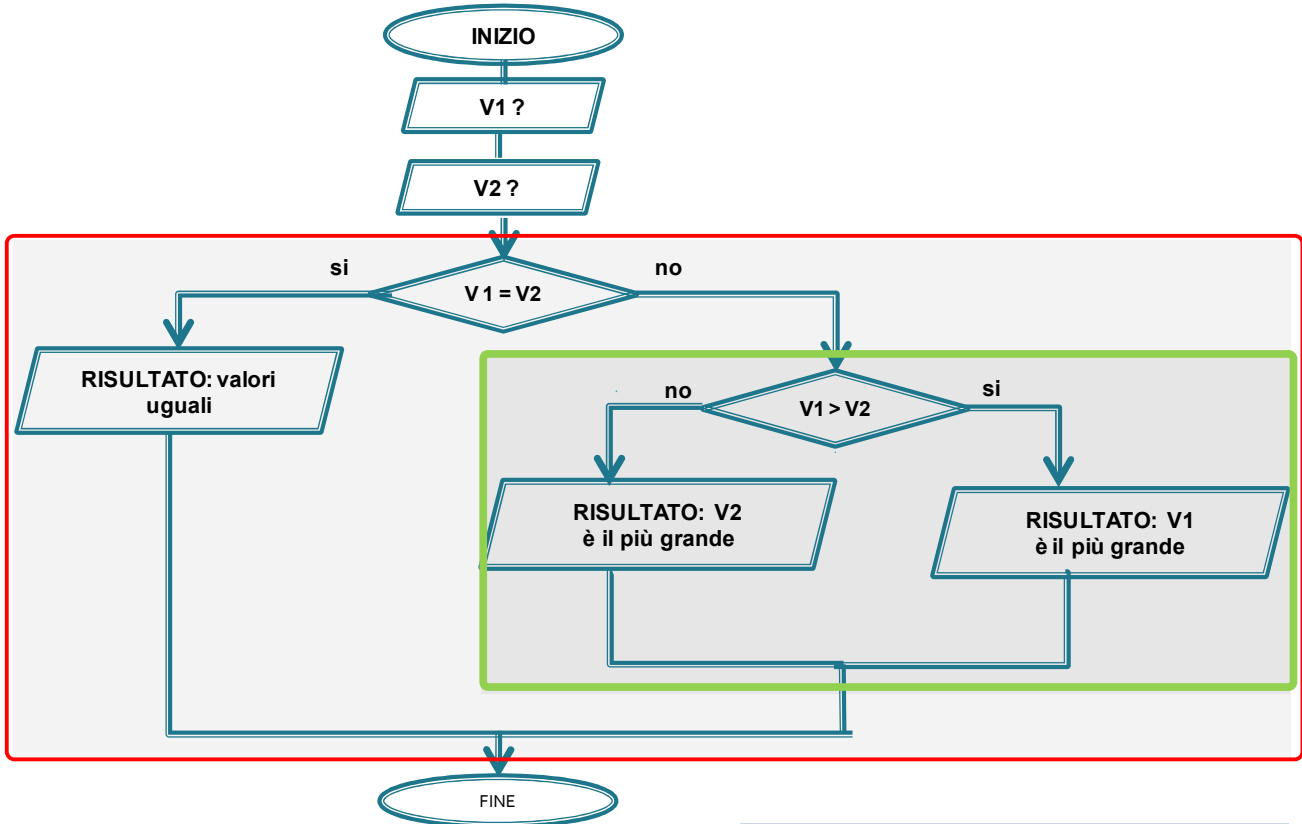 INIZIO
V1 ?
V2 ?
si
no
V 1 = V2
RISULTATO: valori
uguali
no
si
V1 > V2
RISULTATO: V2
è il più grande
RISULTATO: V1
è il più grande
FINE